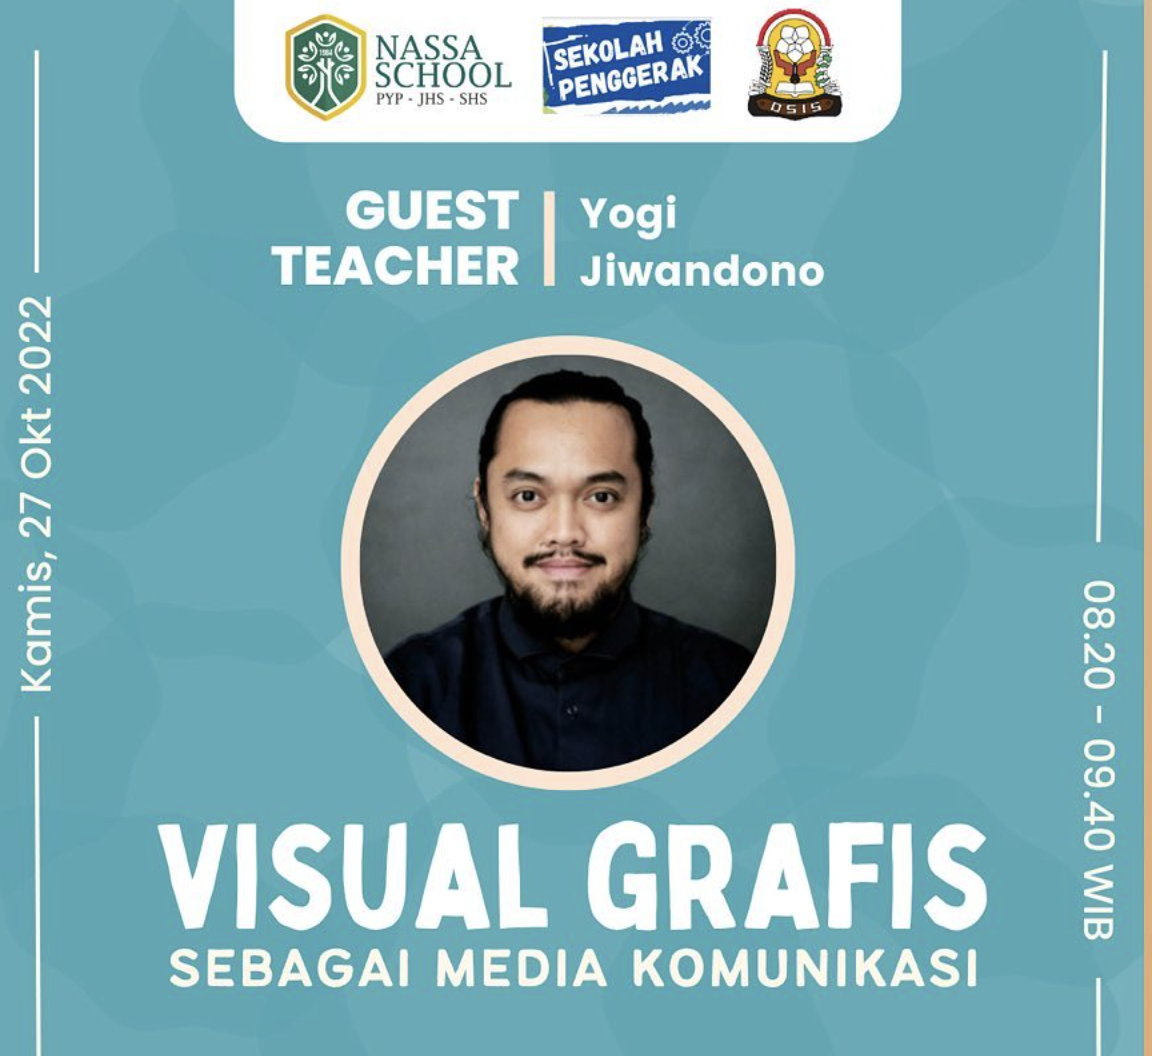 NASSA
SCHOOL
PYP - JHS - SHS
1984
SEKOLAH
PENGGERAK
OSIS
GUEST
TEACHER
Yogi
Jiwandono
Kamis, 27 Okt 2022
08.20 - 09.40 WIB
VISUAL GRAFIS
SEBAGAI MEDIA KOMUNIKASI